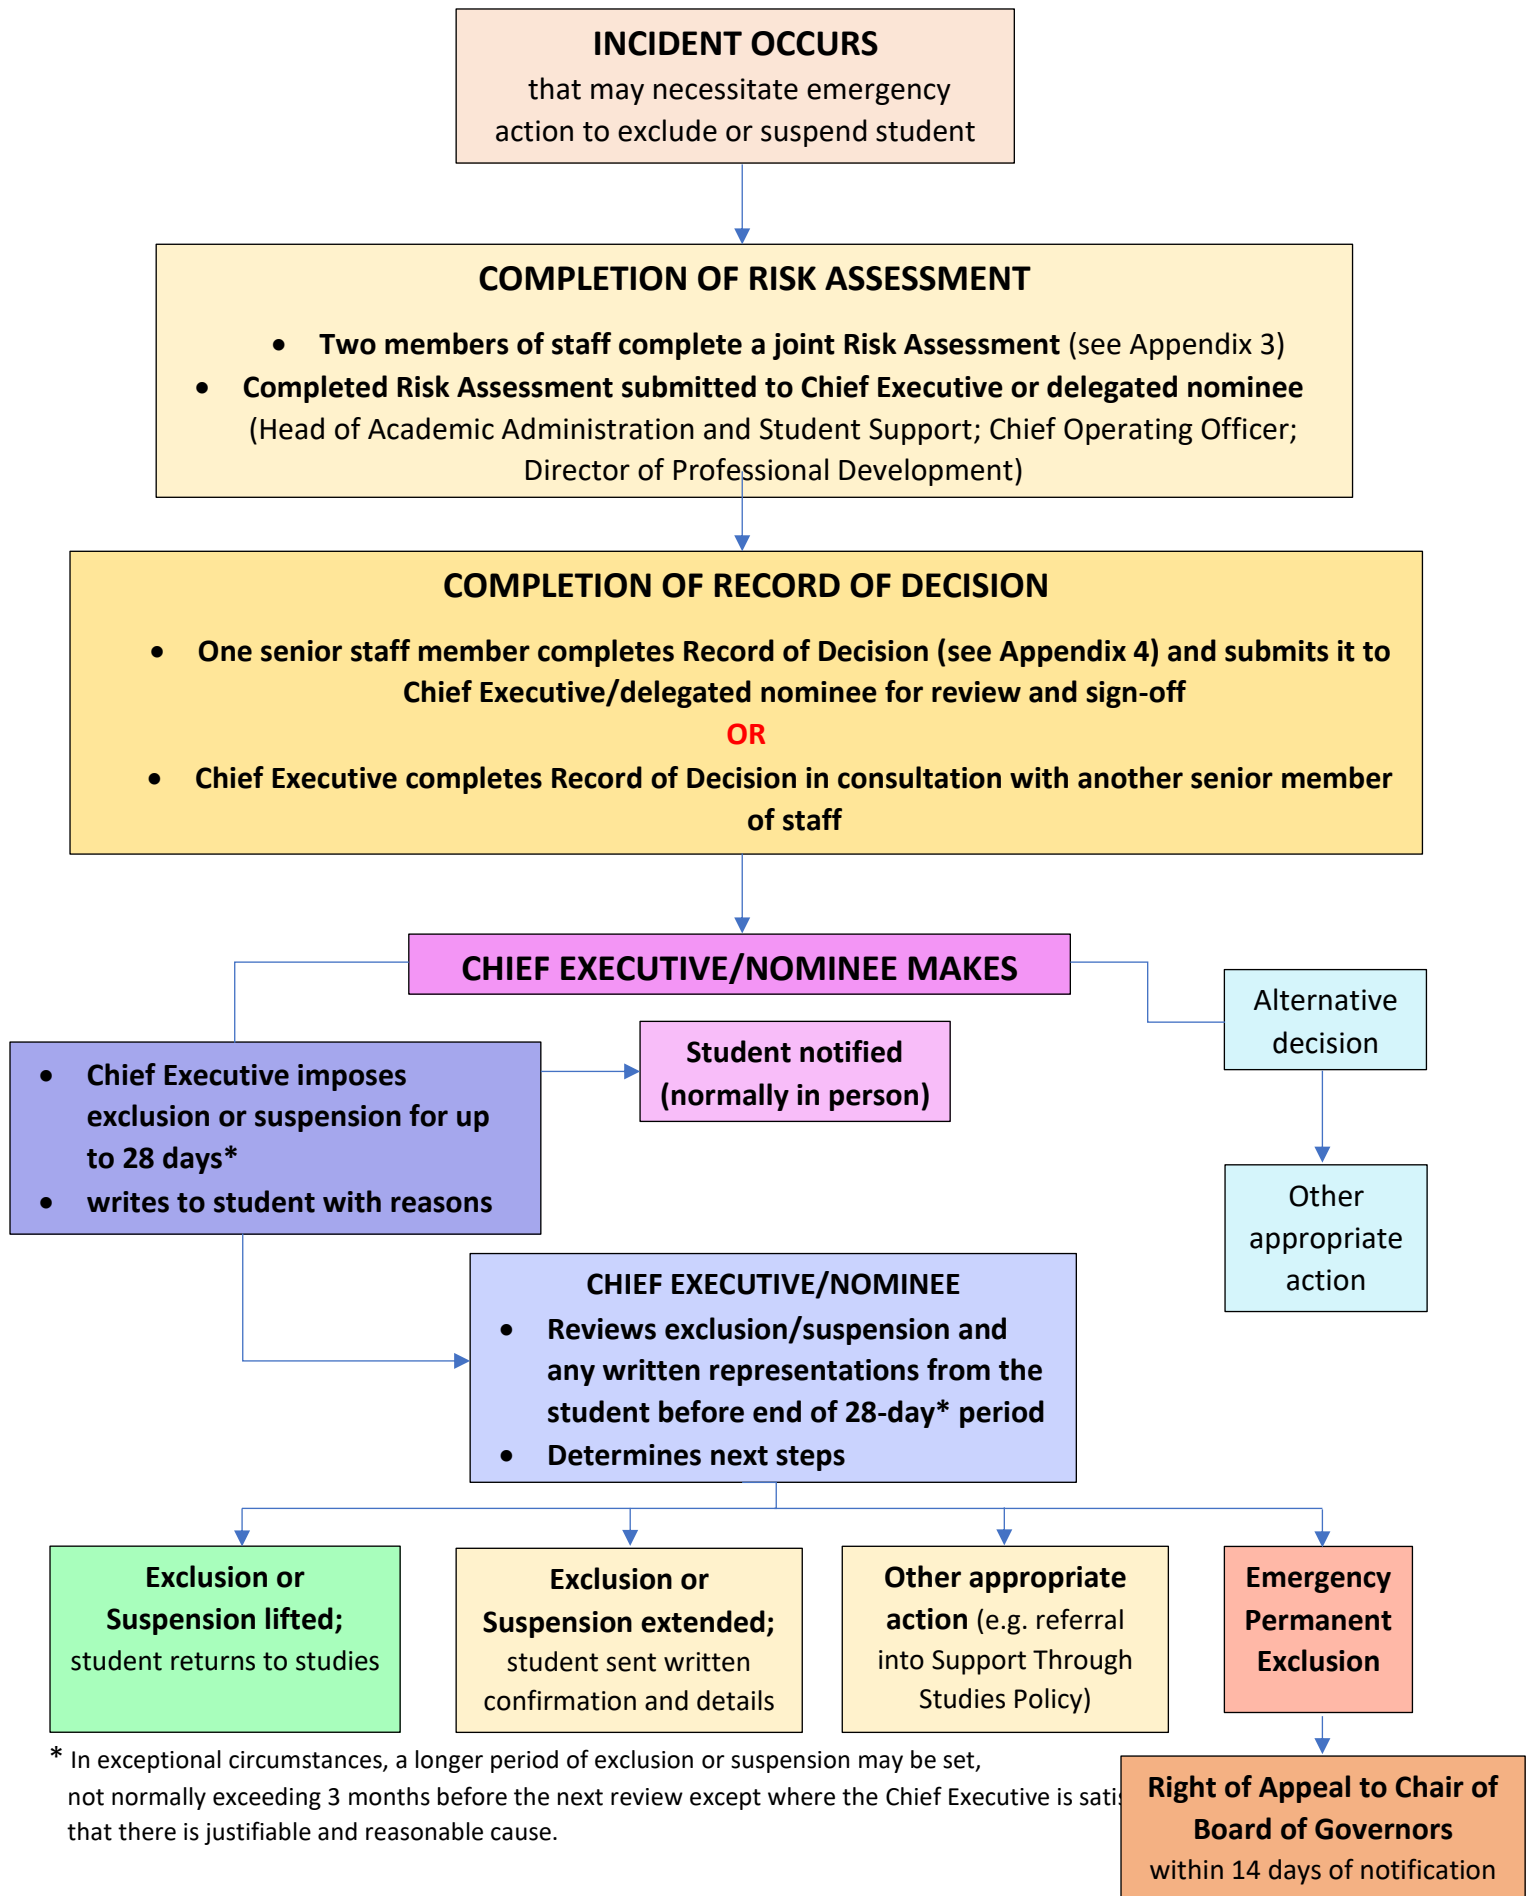 INCIDENT OCCURS
that may necessitate emergency
action to exclude or suspend student
COMPLETION OF RISK ASSESSMENT
• Two members of staff complete a joint Risk Assessment (see Appendix 3)
• Completed Risk Assessment submitted to Chief Executive or delegated nominee
(Head of Academic Administration and Student Support; Chief Operating Officer;
Director of Professional Development)
COMPLETION OF RECORD OF DECISION
• One senior staff member completes Record of Decision (see Appendix 4) and submits it to
Chief Executive/delegated nominee for review and sign-off
OR
• Chief Executive completes Record of Decision in consultation with another senior member
of staff
CHIEF EXECUTIVE/NOMINEE MAKES
Alternative
decision
Student notified
(normally in person)
• Chief Executive imposes
exclusion or suspension for up
to 28 days*
• writes to student with reasons
Other
appropriate
action
CHIEF EXECUTIVE/NOMINEE
• Reviews exclusion/suspension and
any written representations from the
student before end of 28-day* period
• Determines next steps
Exclusion or
Suspension lifted;
student returns to studies
Exclusion or
Suspension extended;
student sent written
confirmation and details
Other appropriate
action (e.g. referral
into Support Through
Studies Policy)
Emergency
Permanent
Exclusion
* In exceptional circumstances, a longer period of exclusion or suspension may be set,
not normally exceeding 3 months before the next review except where the Chief Executive is
that there is justifiable and reasonable cause.
Right of Appeal to Chair of
Board of Governors
within 14 days of notification